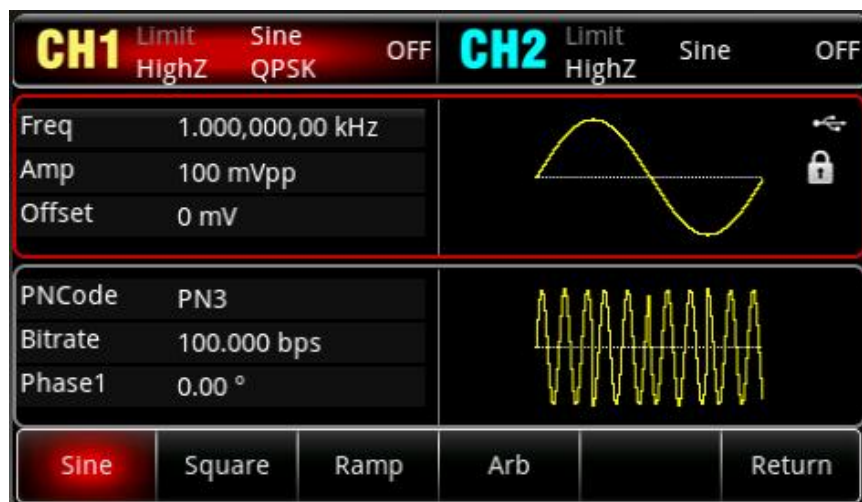 CH1 Limit Sine OFF CH2 Limit Sine OFF
HighZ QPSK HighZ
Freq 1.000,000,00 kHz
Amp 100 mVpp
Offset 0 mV
PNCode PN3
Bitrate 100.000 bps
Phase1 0.00 °
Sine Square Ramp Arb Return